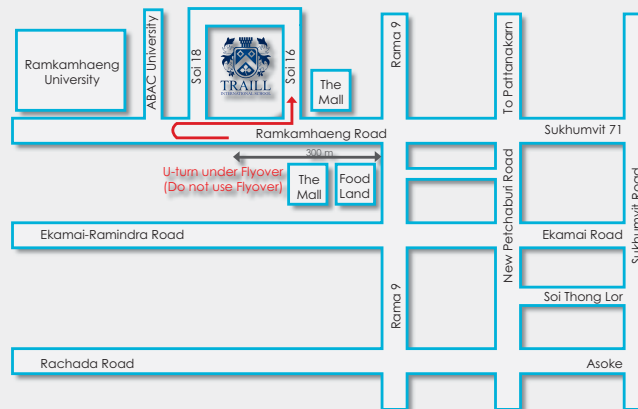 Ramkamhaeng
University
ABAC University
Soi 18
TRAILL
INTERNATIONAL SCHOOL
Soi 16
The
Mall
Rama 9
To Pattanakarn
Ramkamhaeng Road
Sukhumvit 71
300 m
U-turn under Flyover
(Do not use Flyover)
The
Mall
Food
Land
New Petchaburi Road
Sukhumvit Road
Ekamai-Ramindra Road
Ekamai Road
Rama 9
Soi Thong Lor
Rachada Road
Asoke